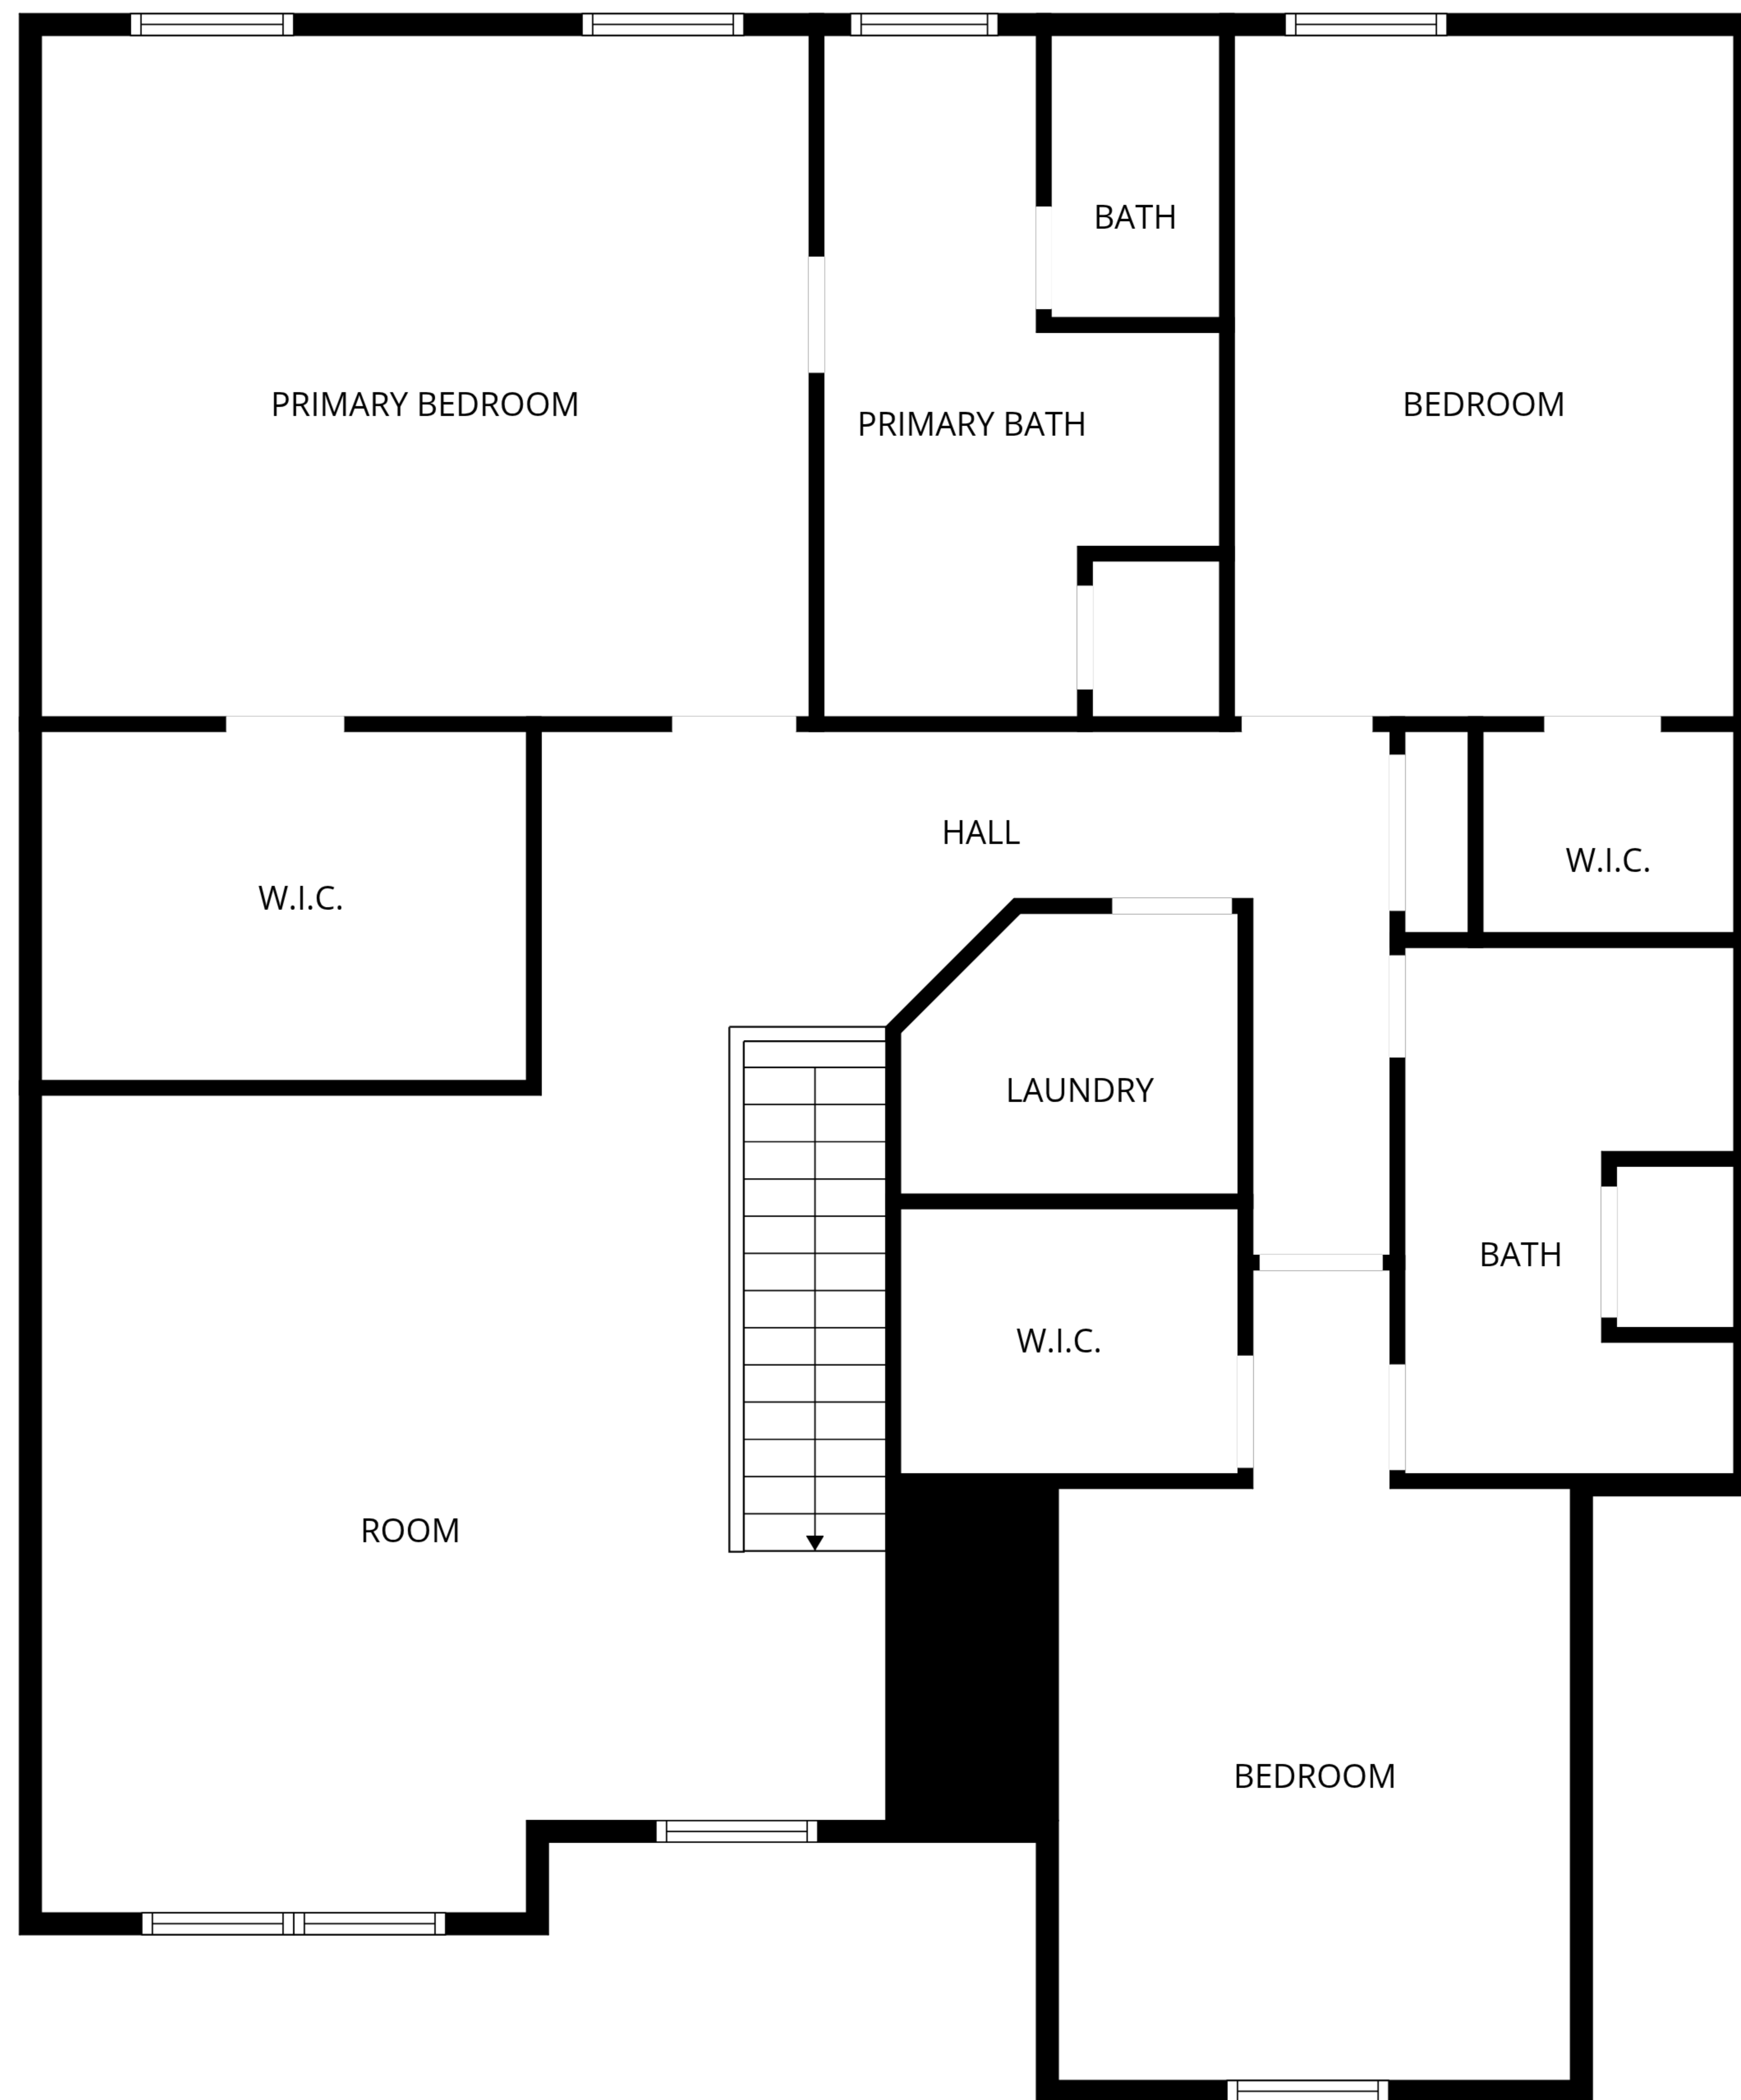 BATH
PRIMARY BEDROOM
PRIMARY BATH
BEDROOM
HALL
W.I.C.
W.I.C.
LAUNDRY
BATH
W.I.C.
ROOM
BEDROOM